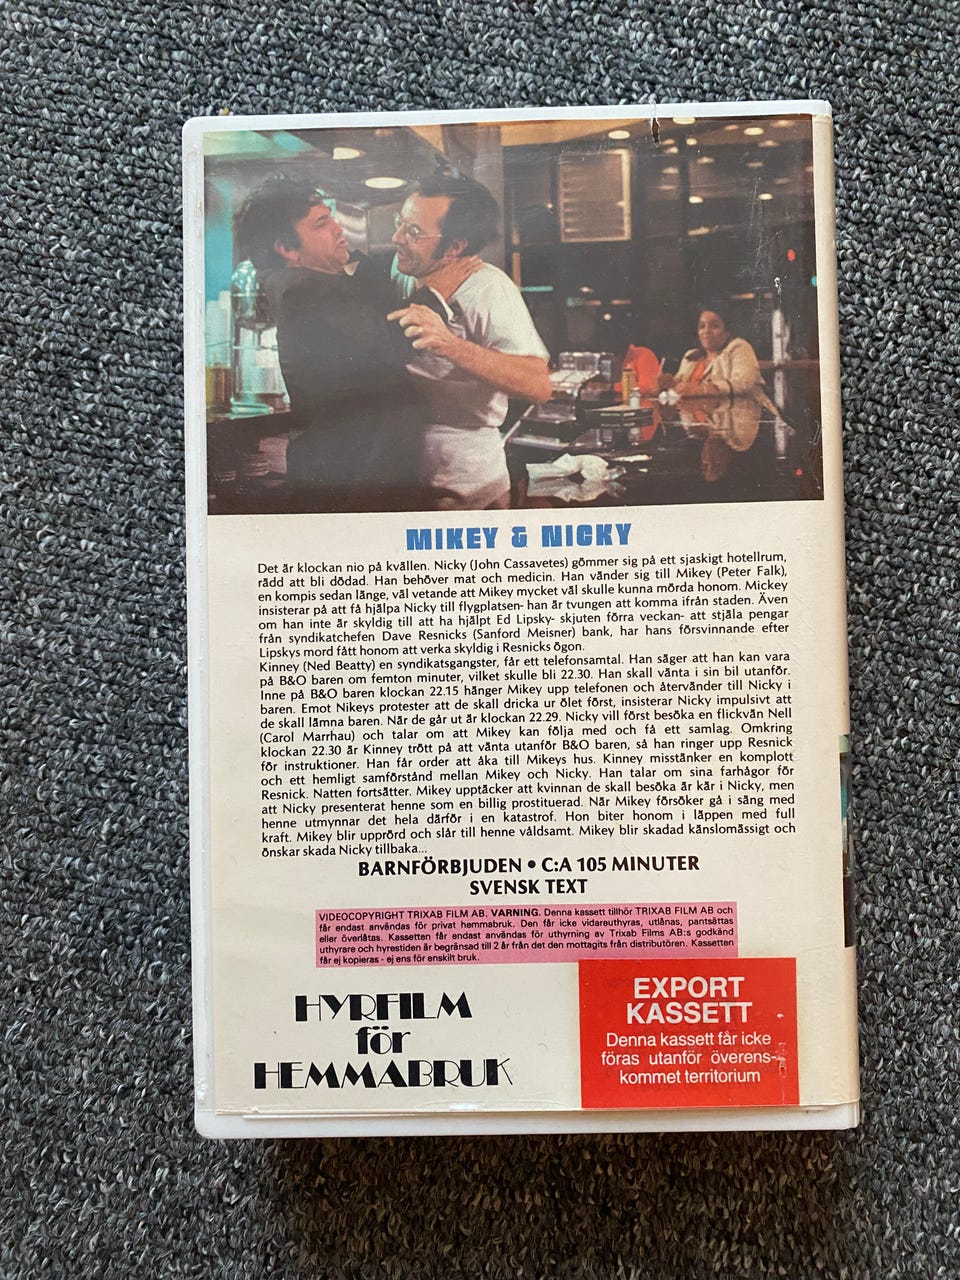 MIKEY & NICKY
Det är klockan nio på kvällen. Nicky (John Cassavetes) gömmer sig på ett sjaskigt hotellrum,
rädd att bli dödad. Han behöver mat och medicin. Han vänder sig till Mikey (Peter Falk),
en kompis sedan länge, väl vetande att Mikey mycket väl skulle kunna mörda honom. Mickey
insisterar på att få hjälpa Nicky till flygplatsen- han är tvungen att komma ifrån staden. Även
om han inte är skyldig till att ha hjälpt Ed Lipsky- skjuten förra veckan- att stjäla pengar
från syndikatchefen Dave Resnicks (Sanford Meisner) bank, har hans försvinnande efter
Lipskys mord fått honom att verka skyldig i Resnicks ögon.
Kinney (Ned Beatty) en syndikatsgangster, får ett telefonsamtal. Han säger att han kan vara
på B&O baren om femton minuter, vilket skulle bli 22.30. Han skall vänta i sin bil utanför.
Inne på B&O baren klockan 22.15 hänger Mikey upp telefonen och återvänder till Nicky i
baren. Emot Nikeys protester att de skall dricka ur ölet först, insisterar Nicky impulsivt att
de skall lämna baren. När de går ut är klockan 22.29. Nicky vill först besöka en flickvän Nell
(Carol Marrhau) och talar om att Mikey kan följa med och få ett samlag. Omkring
klockan 22.30 är Kinney trött på att vänta utanför B&O baren, så han ringer upp Resnick
för instruktioner. Han får order att åka till Mikeys hus. Kinney misstänker en komplott
och ett hemligt samförstånd mellan Mikey och Nicky. Han talar om sina farhågor för
Resnick. Natten fortsätter. Mikey upptäcker att kvinnan de skall besöka är kär i Nicky, men
att Nicky presenterat henne som en billig prostituerad. När Mikey försöker gå i säng med
henne utmynnar det hela därför i en katastrof. Hon biter honom i läppen med full
kraft. Mikey blir upprörd och slår till henne våldsamt. Mikey blir skadad känslomässigt och
önskar skada Nicky tillbaka...
BARNFÖRBJUDEN • C:A 105 MINUTER
SVENSK TEXT
VIDEOCOPYRIGHT TRIXAB FILM AB. VARNING. Denna kassett tillhör TRIXAB FILM AB och
får endast användas för privat hemmabruk. Den får icke vidareuthyras, utlånas, pantsättas
eller överlåtas. Kassetten får endast användas för uthyrning av Trixab Films AB:s godkänd
uthyrare och hyrestiden är begränsad till 2 år från det den mottagits från distributören. Kassetten
får ej kopieras - ej ens för enskilt bruk.
HYRFILM
för
HEMMABRUK
EXPORT
KASSETT
Denna kassett får icke
föras utanför överens-
kommet territorium